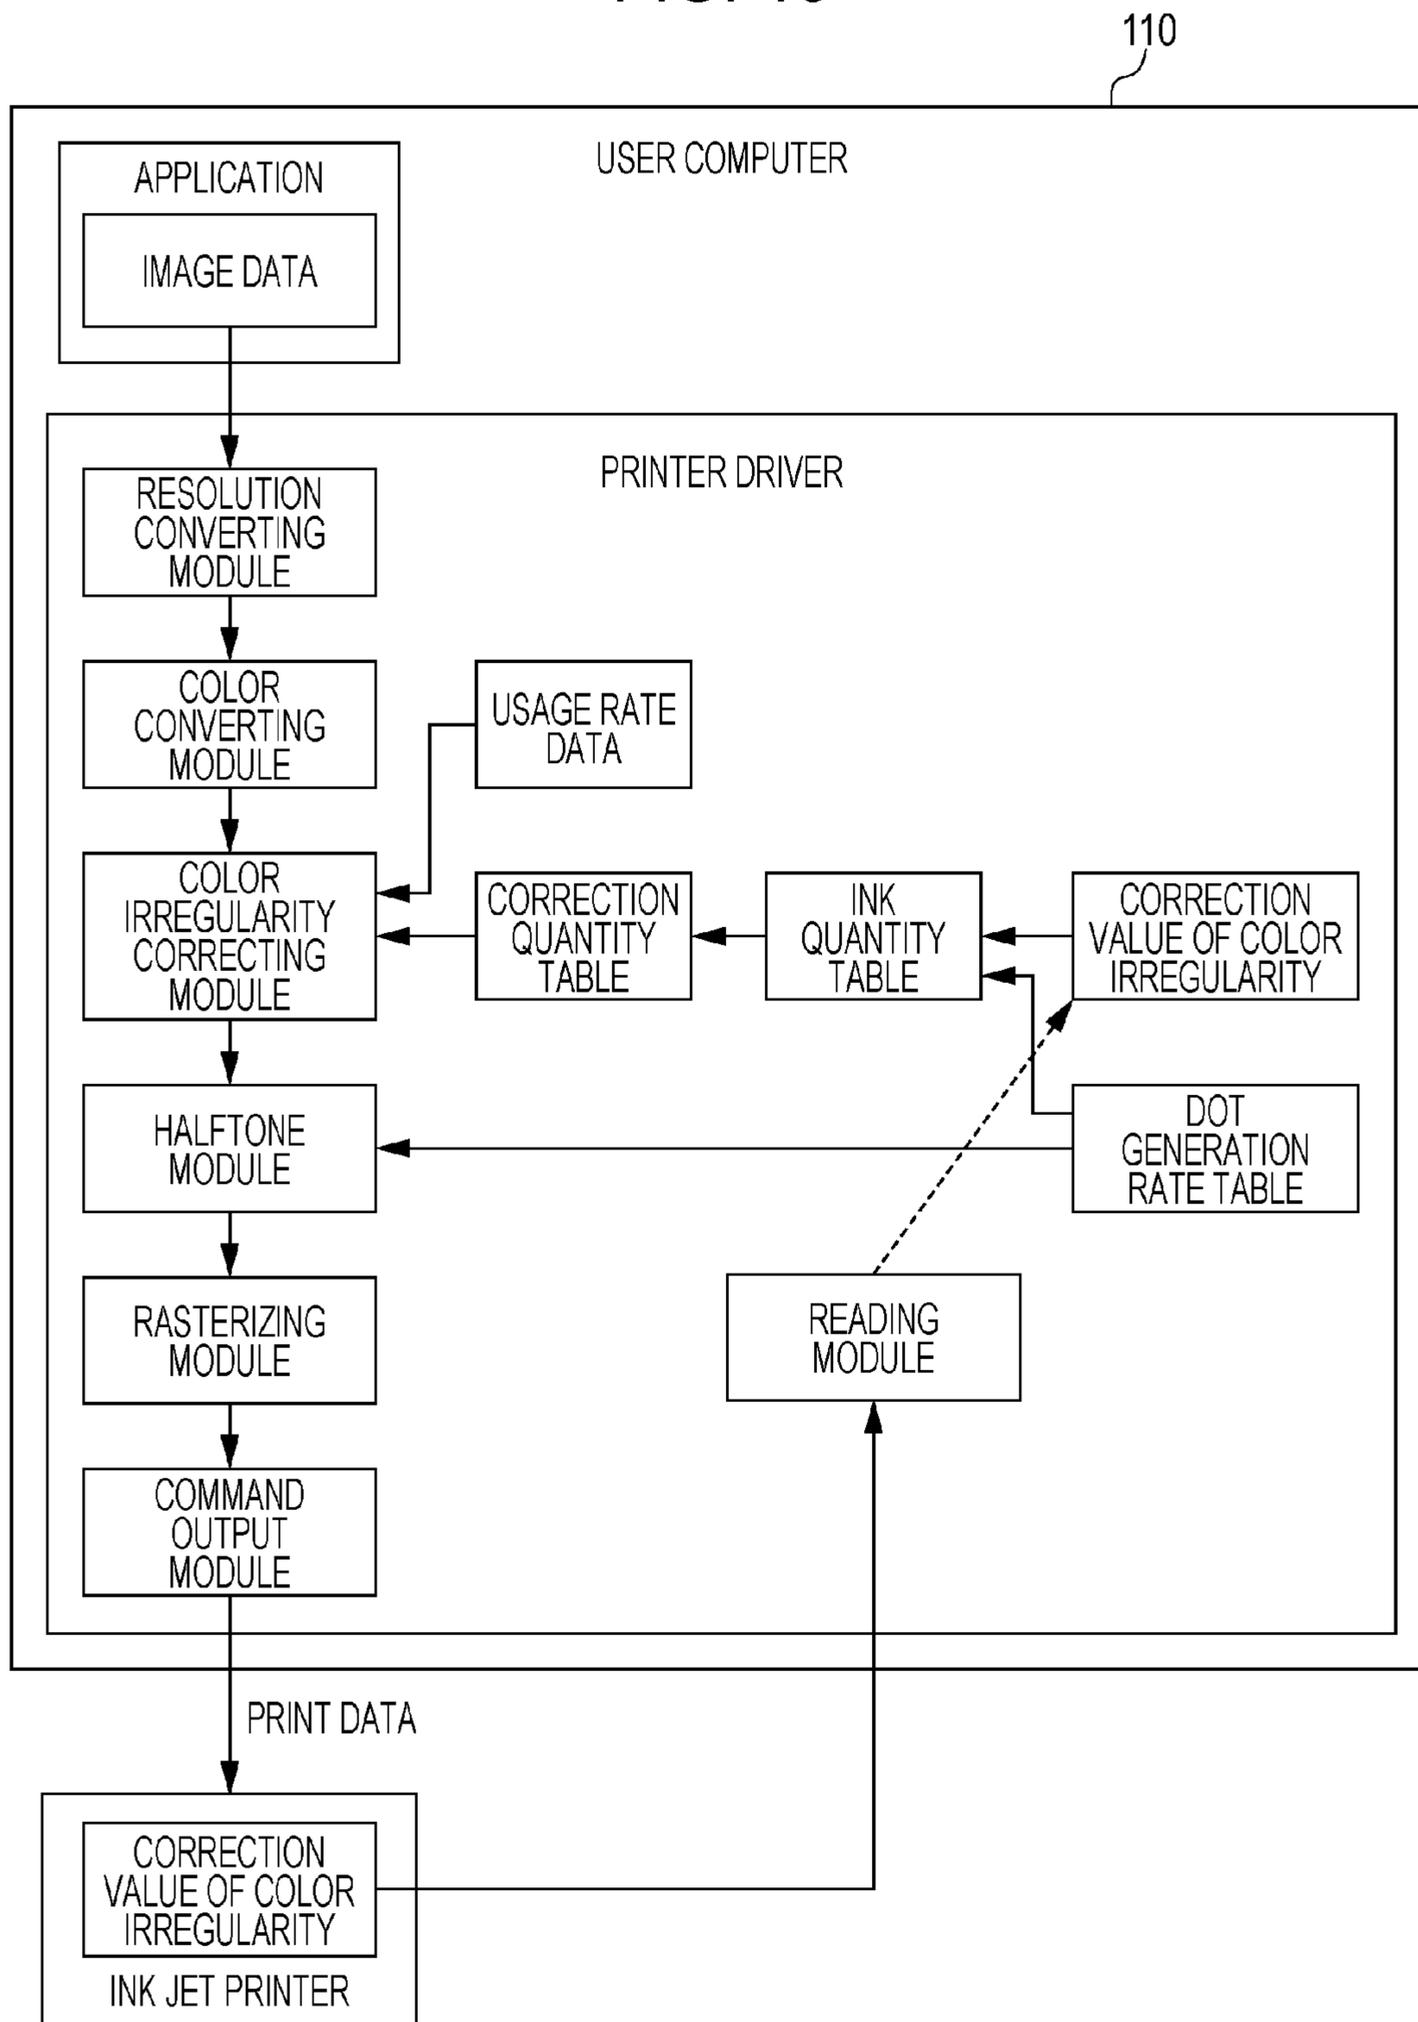 110
USER COMPUTER
APPLICATION
IMAGE DATA
PRINTER DRIVER
RESOLUTION
CONVERTING
MODULE
COLOR
CONVERTING
MODULE
USAGE RATE
DATA
COLOR
IRREGULARITY
CORRECTING
MODULE
CORRECTION
QUANTITY
TABLE
INK
QUANTITY
TABLE
CORRECTION
VALUE OF COLOR
IRREGULARITY
HALFTONE
MODULE
DOT
GENERATION
RATE TABLE
RASTERIZING
MODULE
READING
MODULE
COMMAND
OUTPUT
MODULE
PRINT DATA
CORRECTION
VALUE OF COLOR
IRREGULARITY
INK JET PRINTER